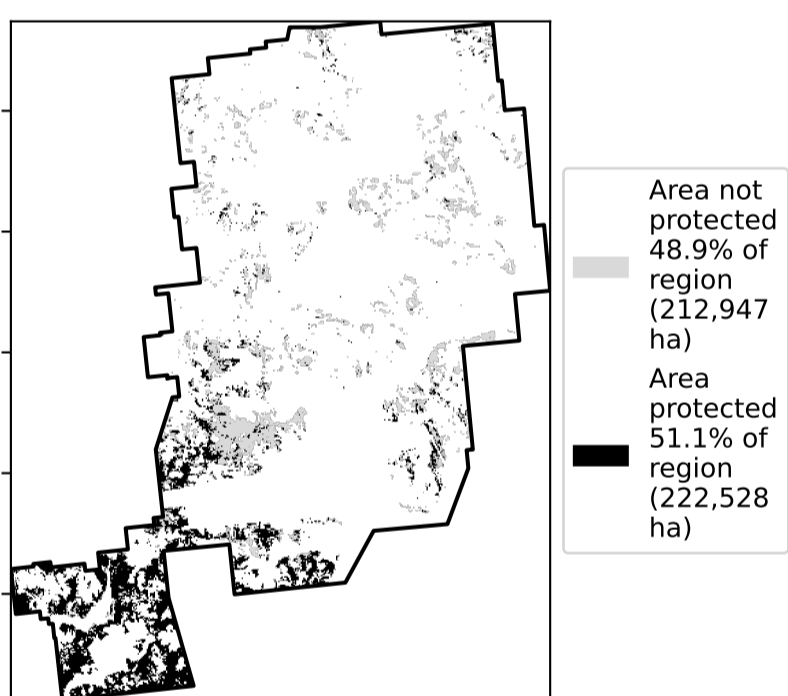 Area not
protected
48.9% of
region
(212,947
ha)
Area
protected
51.1% of
region
(222,528
ha)